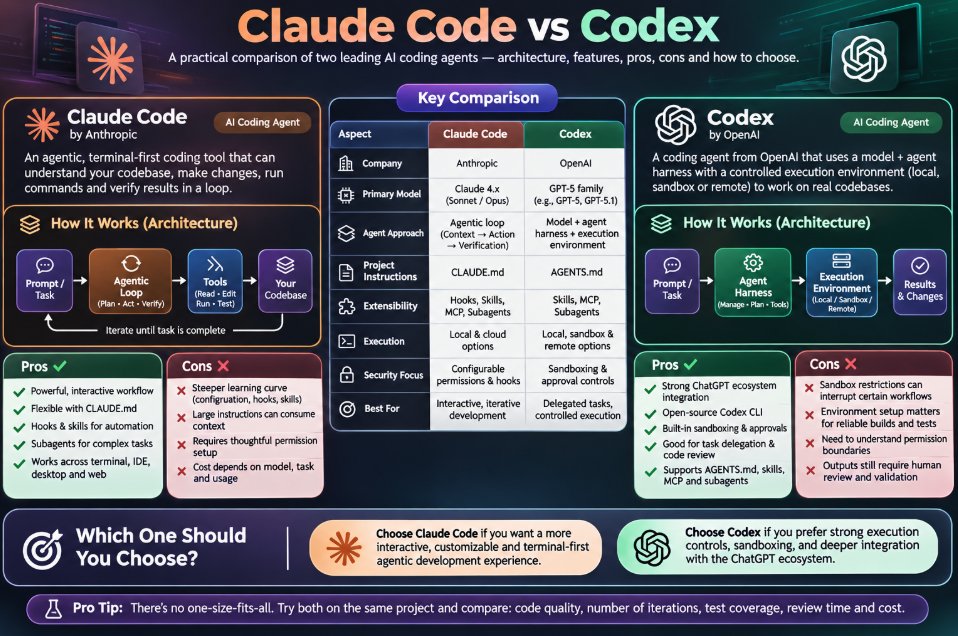 Claude Code vs Codex
A practical comparison of two leading AI coding agents — architecture, features, pros, cons and how to choose.
Claude Code
by Anthropic
AI Coding Agent
An agentic, terminal-first coding tool that can
understand your codebase, make changes, run
commands and verify results in a loop.
How It Works (Architecture)
Prompt /
Task
Agentic
Loop
(Plan • Act • Verify)
Tools
(Read • Edit
Run • Test)
Your
Codebase
Iterate until task is complete
Pros
Powerful, interactive workflow
Flexible with CLAUDE.md
Hooks & skills for automation
Subagents for complex tasks
Works across terminal, IDE,
desktop and web
Cons
Steeper learning curve
(configuration, hooks, skills)
Large instructions can consume
context
Requires thoughtful permission
setup
Cost depends on model, task
and usage
Key Comparison
Aspect Claude Code Codex
Company Anthropic OpenAI
Primary Model Claude 4.x GPT-5 family
(Sonnet / Opus) (e.g., GPT-5, GPT-5.1)
Agent Approach Agentic loop Model + agent
(Context → Action harness + execution
→ Verification) environment
Project
Instructions CLAUDE.md AGENTS.md
Extensibility Hooks, Skills, Skills, MCP,
MCP, Subagents Subagents
Execution Local & cloud Local, sandbox &
options remote options
Security Focus Configurable Sandboxing &
permissions & hooks approval controls
Best For Interactive, iterative Delegated tasks,
development controlled execution
Codex
by OpenAI
AI Coding Agent
A coding agent from OpenAI that uses a model + agent
harness with a controlled execution environment (local,
sandbox or remote) to work on real codebases.
How It Works (Architecture)
Prompt /
Task
Agent
Harness
(Manage • Plan • Tools)
Execution
Environment
(Local / Sandbox /
Remote)
Results
& Changes
Pros
Strong ChatGPT ecosystem
integration
Open-source Codex CLI
Built-in sandboxing & approvals
Good for task delegation &
code review
Supports AGENTS.md, skills,
MCP and subagents
Cons
Sandbox restrictions can
interrupt certain workflows
Environment setup matters
for reliable builds and tests
Need to understand permission
boundaries
Outputs still require human
review and validation
Which One Should
You Choose?
Choose Claude Code if you want a more
interactive, customizable and terminal-first
agentic development experience.
Choose Codex if you prefer strong execution
controls, sandboxing, and deeper integration
with the ChatGPT ecosystem.
Pro Tip: There's no one-size-fits-all. Try both on the same project and compare: code quality, number of iterations, test coverage, review time and cost.